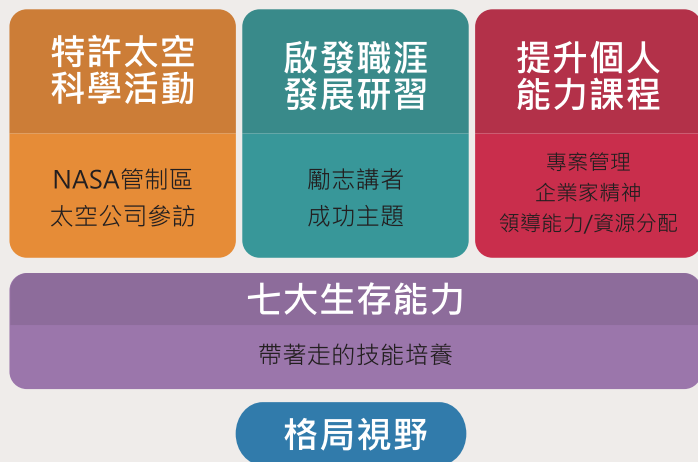 特許太空
科學活動
NASA管制區
太空公司參訪
啟發職涯
發展研習
勵志講者
成功主題
提升個人
能力課程
專案管理
企業家精神
領導能力/資源分配
七大生存能力
帶著走的技能培養
格局視野